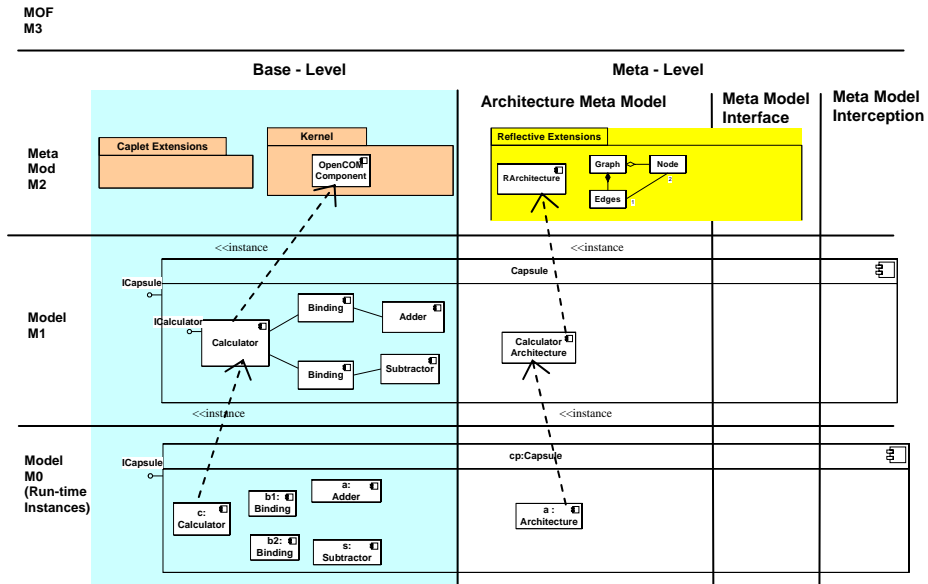 MOF
M3
Base - Level
Meta - Level
Architecture Meta Model
Meta Model
Interface
Meta Model
Interception
Meta
Mod
M2
Caplet Extensions
Kernel
OpenCOM
Component
Reflective Extensions
RArchitecture
Graph
Node
Edges
2
1
<<instance
<<instance
Model
M1
Capsule
ICapsule
ICalculator
Calculator
Binding
Adder
Binding
Subtractor
Calculator
Architecture
<<instance
<<instance
Model
M0
(Run-time
Instances)
ICapsule
cp:Capsule
c:
Calculator
b1:
Binding
a:
Adder
b2:
Binding
s:
Subtractor
a :
Architecture